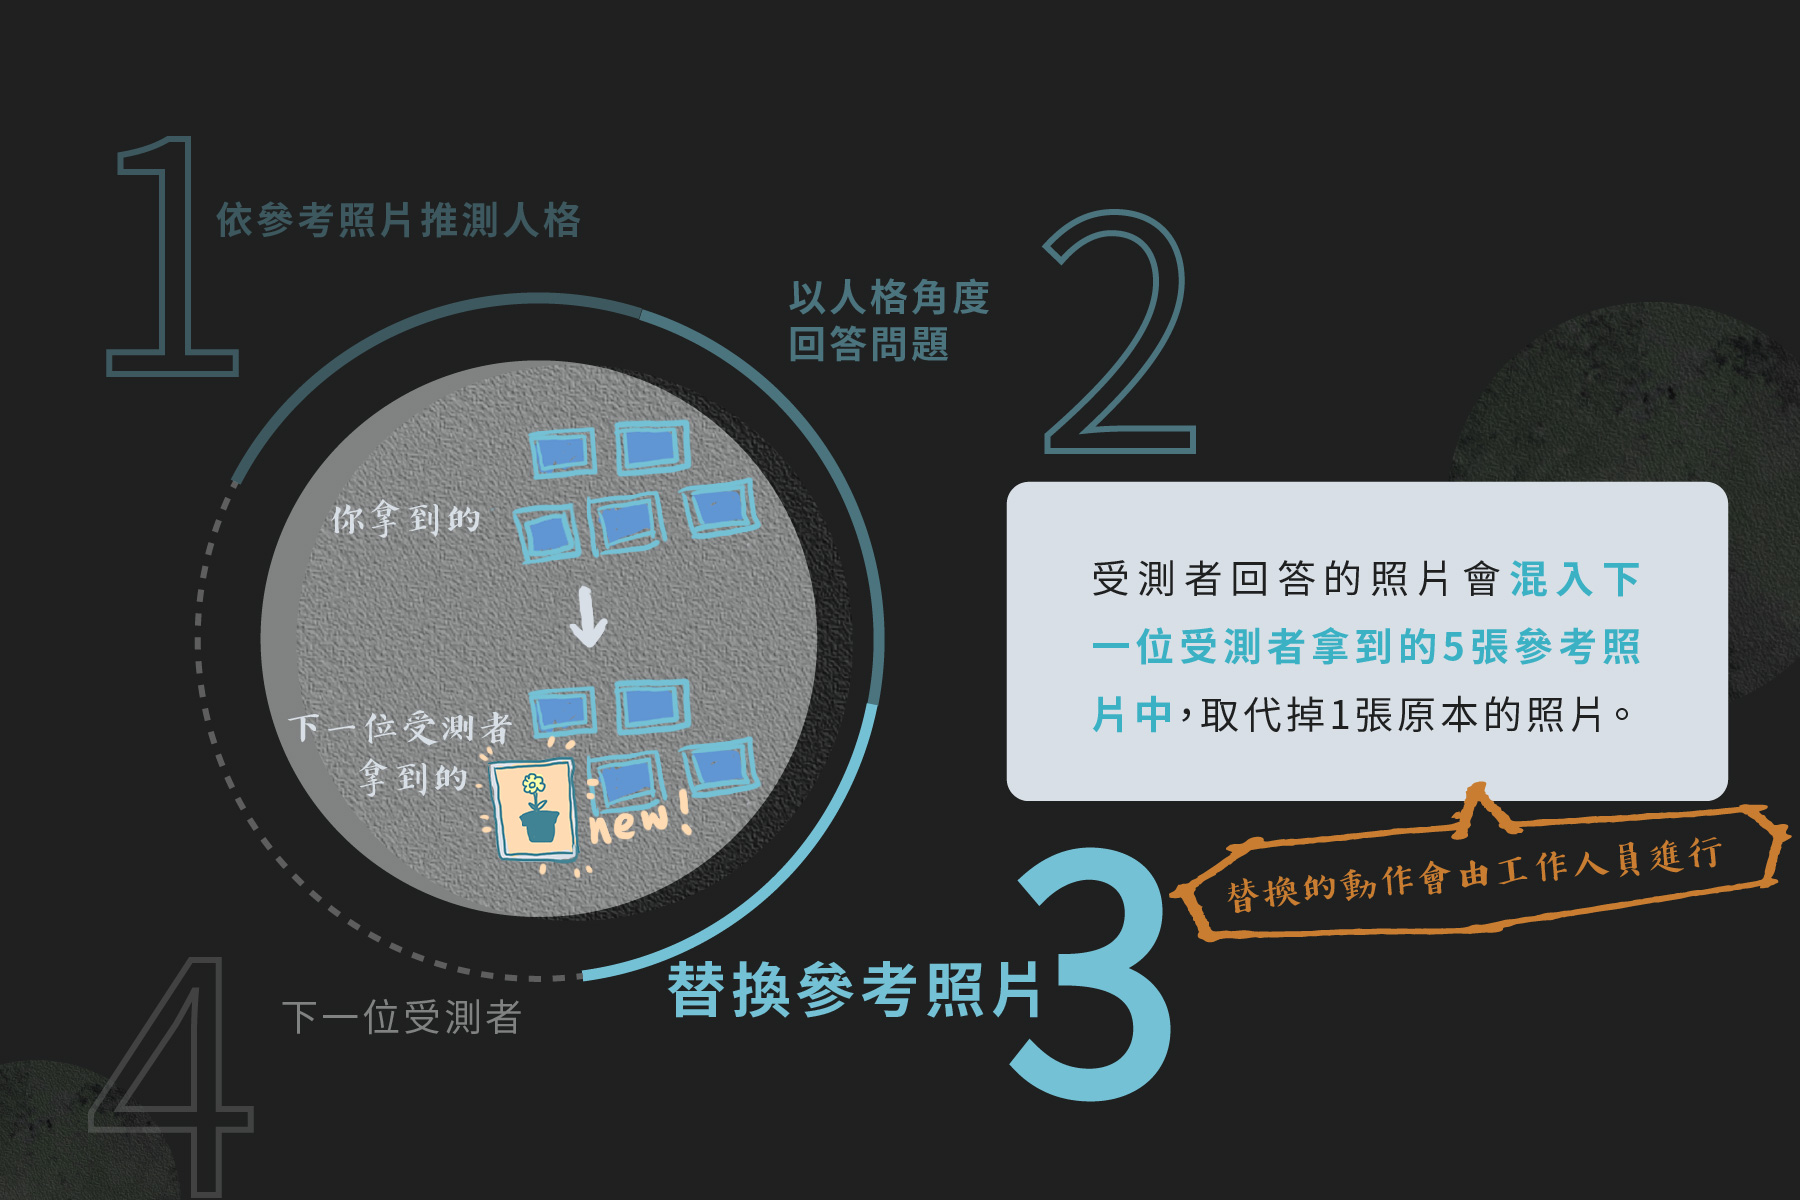 1
依參考照片推測人格
2
以人格角度
回答問題
你拿到的
下一位受測者
拿到的
new!
受測者回答的照片會混入下
一位受測者拿到的5張參考照
片中，取代掉1張原本的照片。
替換的動作會由工作人員進行
3
替換參考照片
4
下一位受測者